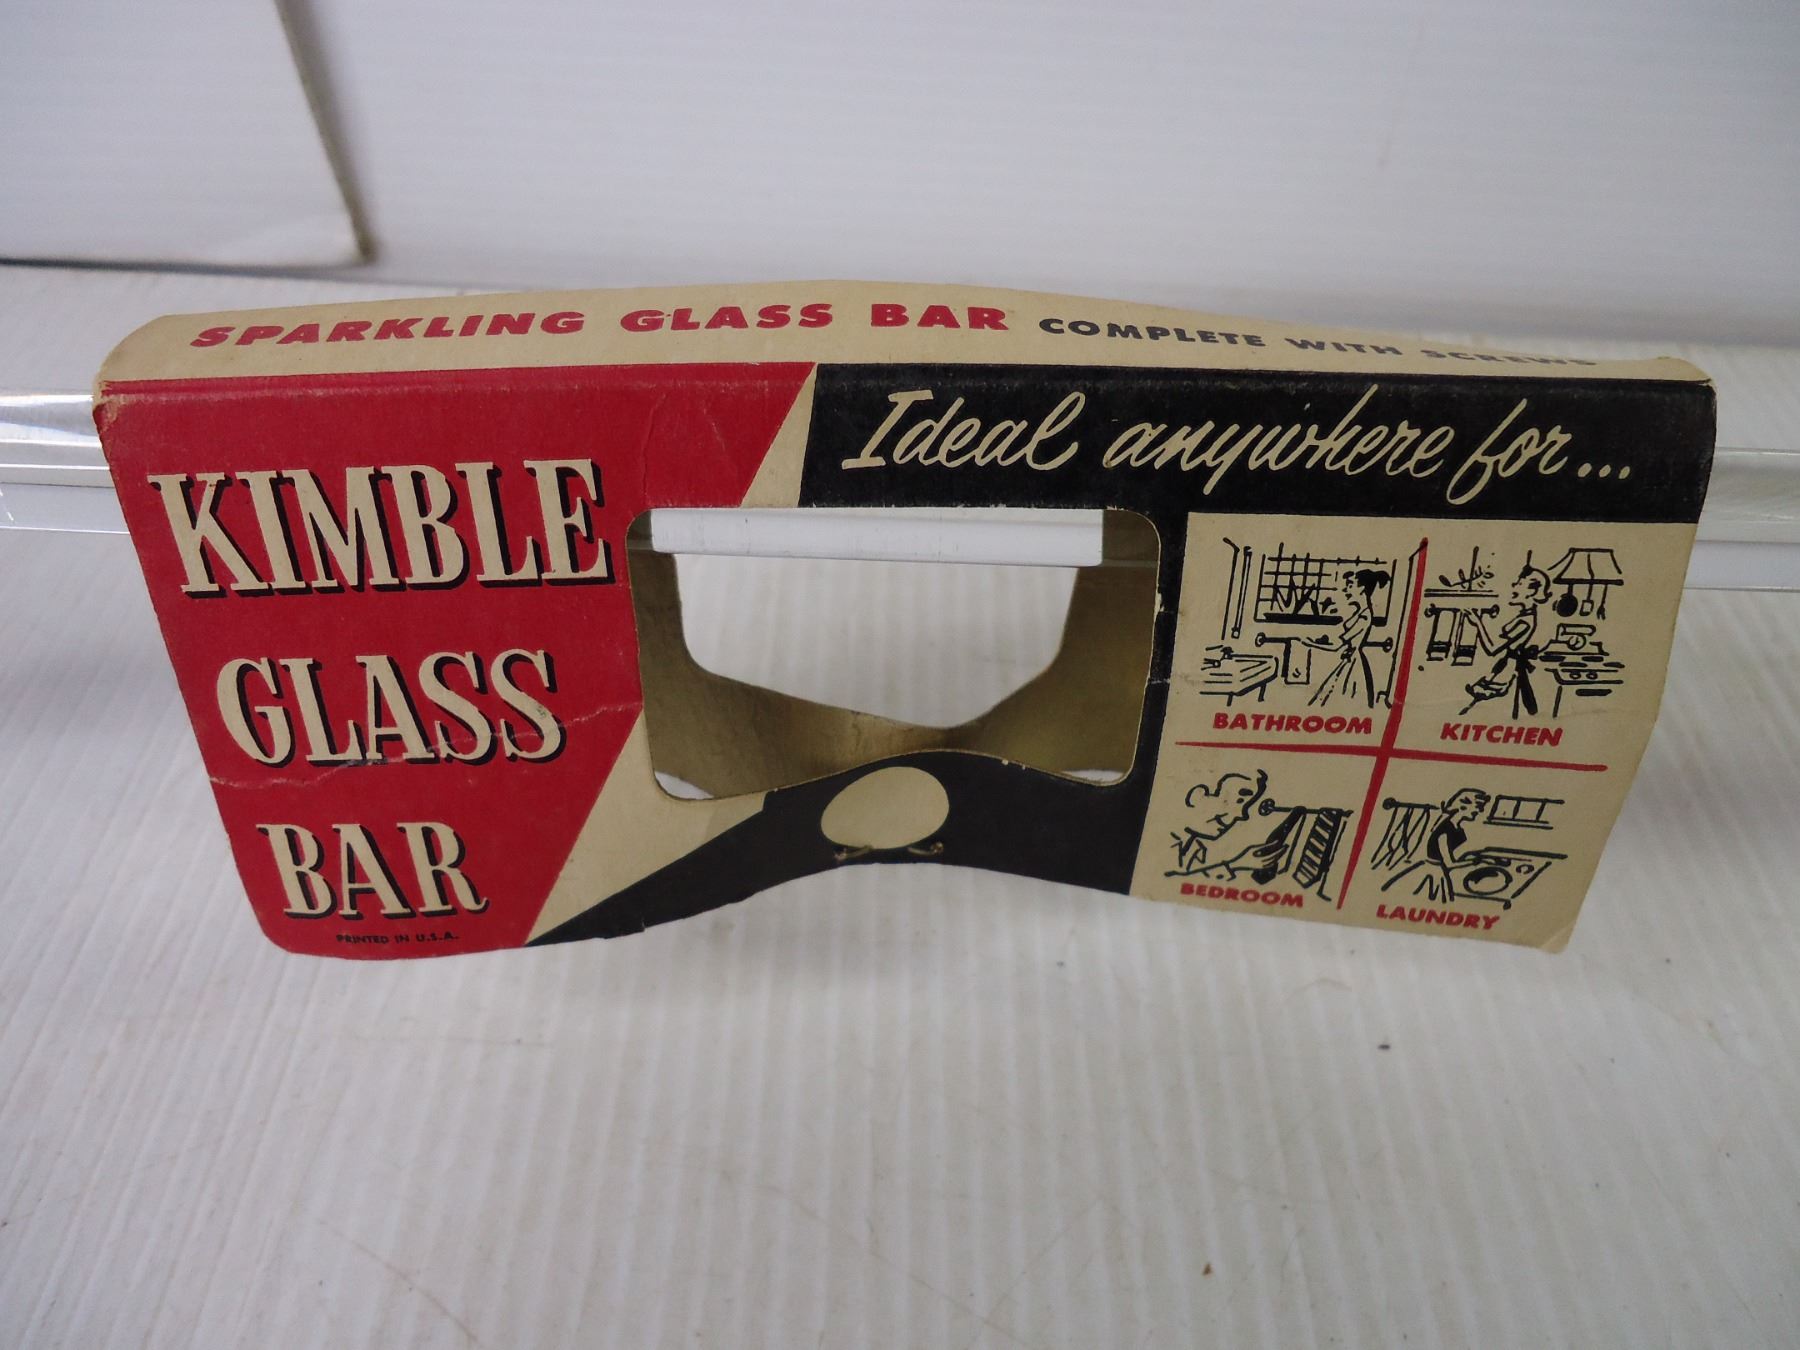 SPARKLING GLASS BAR COMPLETE WITH SCREWS
KIMBLE
GLASS
BAR
PRINTED IN U.S.A.
Ideal anywhere for...
BATHROOM
KITCHEN
BEDROOM
LAUNDRY